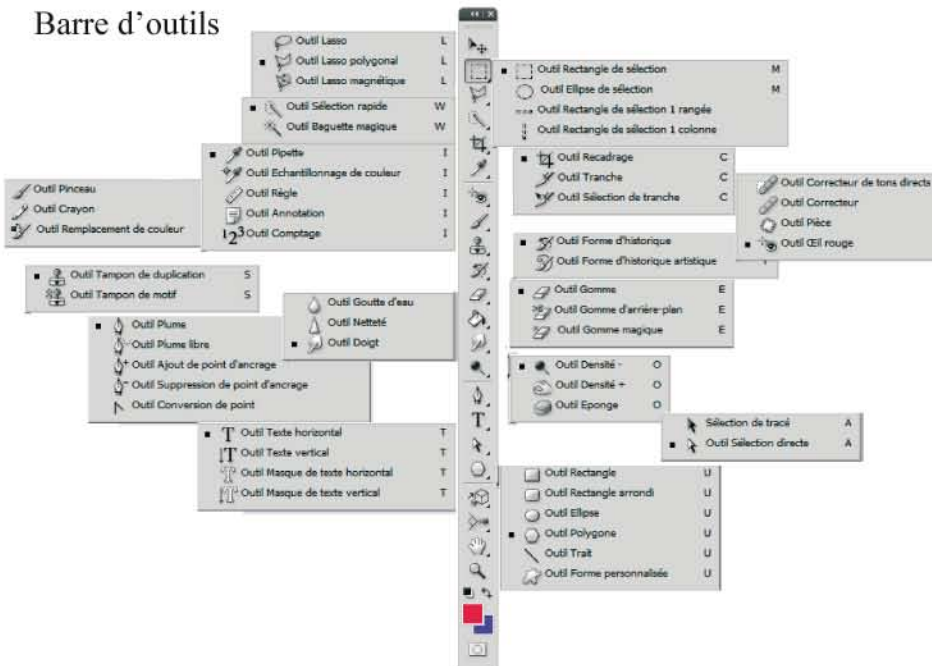 Barre d'outils
Outil Lasso L
Outil Lasso polygonal L
Outil Lasso magnétique L
Outil Rectangle de sélection M
Outil Ellipse de sélection M
Outil Rectangle de sélection 1 rangée
Outil Rectangle de sélection 1 colonne
Outil Sélection rapide W
Outil Baguette magique W
Outil Pipette I
Outil Echantillonnage de couleur I
Outil Règle I
Outil Annotation I
123 Outil Comptage I
Outil Recadrage C
Outil Tranche C
Outil Sélection de tranche C
Outil Correcteur de tons directs
Outil Correcteur
Outil Pièce
Outil Œil rouge
Outil Pinceau
Outil Crayon
Outil Remplacement de couleur
Outil Forme d'historique
Outil Forme d'historique artistique
Outil Tampon de duplication S
Outil Tampon de motif S
Outil Gomme E
Outil Gomme d'arrière-plan E
Outil Gomme magique E
Outil Goutte d'eau
Outil Netteté
Outil Doigt
Outil Plume
Outil Plume libre
Outil Ajout de point d'ancrage
Outil Suppression de point d'ancrage
Outil Conversion de point
Outil Densité - O
Outil Densité + O
Outil Eponge O
Sélection de tracé A
Outil Sélection directe A
T Outil Texte horizontal T
T Outil Texte vertical T
T Outil Masque de texte horizontal T
T Outil Masque de texte vertical T
T
Outil Rectangle U
Outil Rectangle arrondi U
Outil Ellipse U
Outil Polygone U
Outil Trait U
Outil Forme personnalisée U